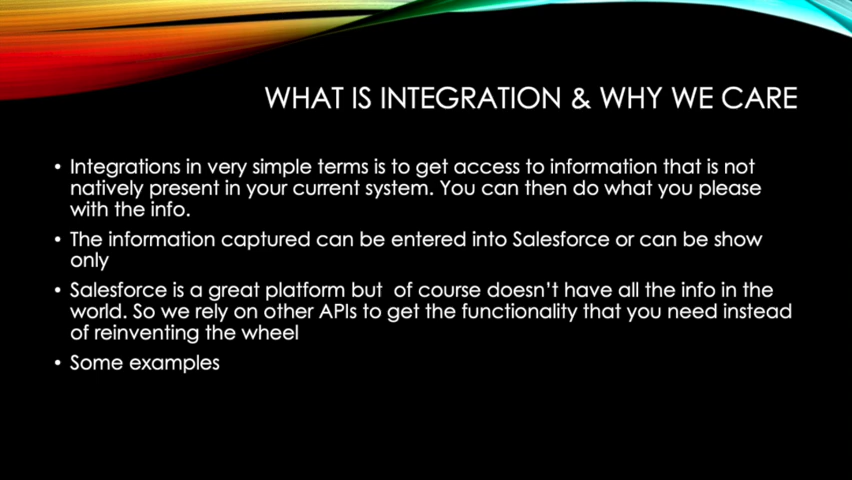 WHAT IS INTEGRATION & WHY WE CARE
• Integrations in very simple terms is to get access to information that is not
natively present in your current system. You can then do what you please
with the info.
• The information captured can be entered into Salesforce or can be show
only
• Salesforce is a great platform but  of course doesn't have all the info in the
world. So we rely on other APIs to get the functionality that you need instead
of reinventing the wheel
• Some examples